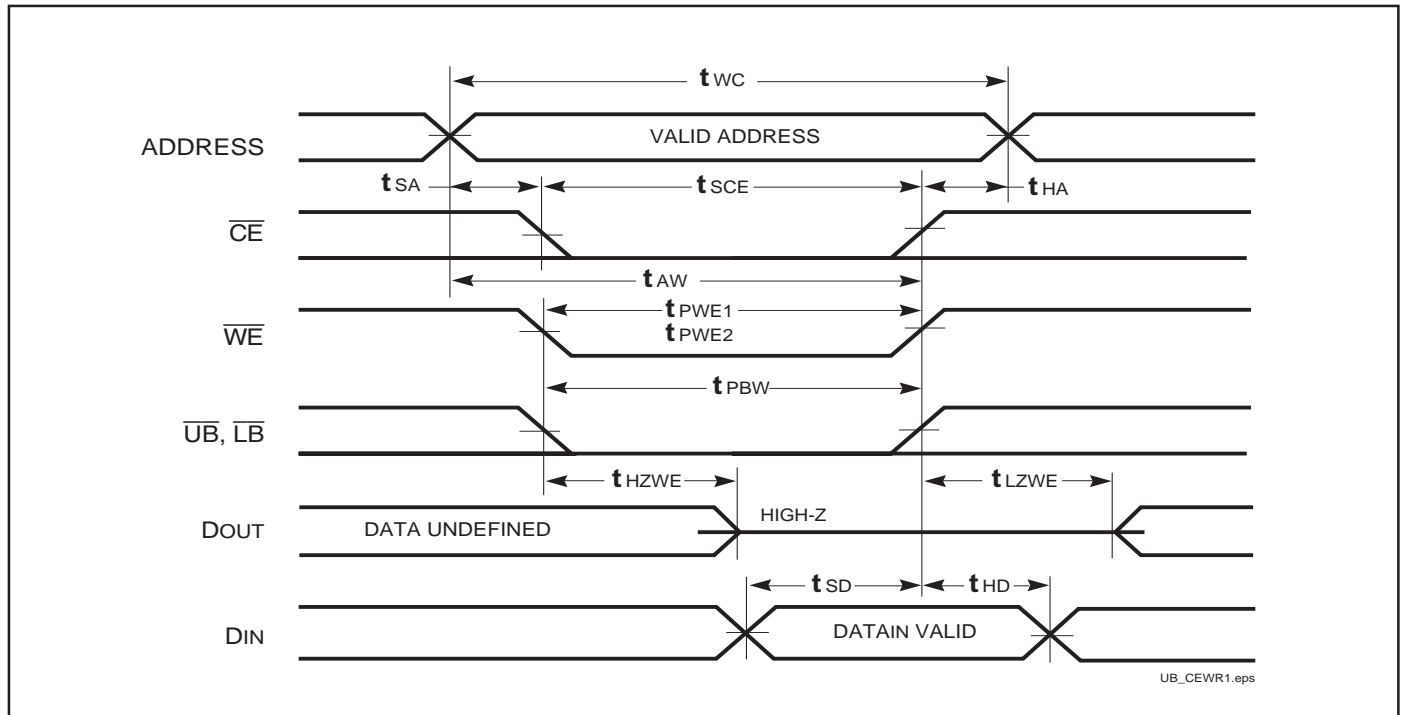 t WC
ADDRESS
VALID ADDRESS
t SA
t SCE
t HA
CE
t AW
WE
t PWE1
t PWE2
t PBW
UB, LB
t HZWE
t LZWE
DOUT
DATA UNDEFINED
HIGH-Z
t SD
t HD
DIN
DATAIN VALID
UB_CEWR1.eps